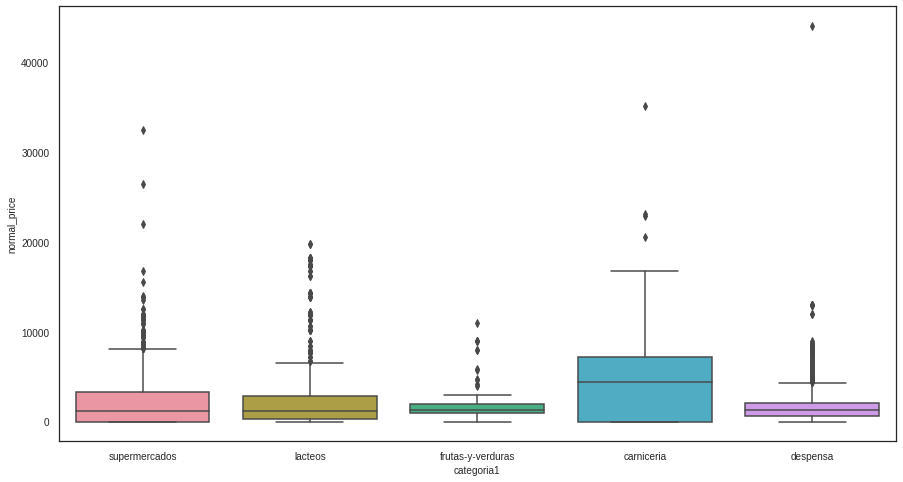 40000
30000
20000
10000
0
normal_price
supermercados lacteos frutas-y-verduras carniceria despensa
categoria1